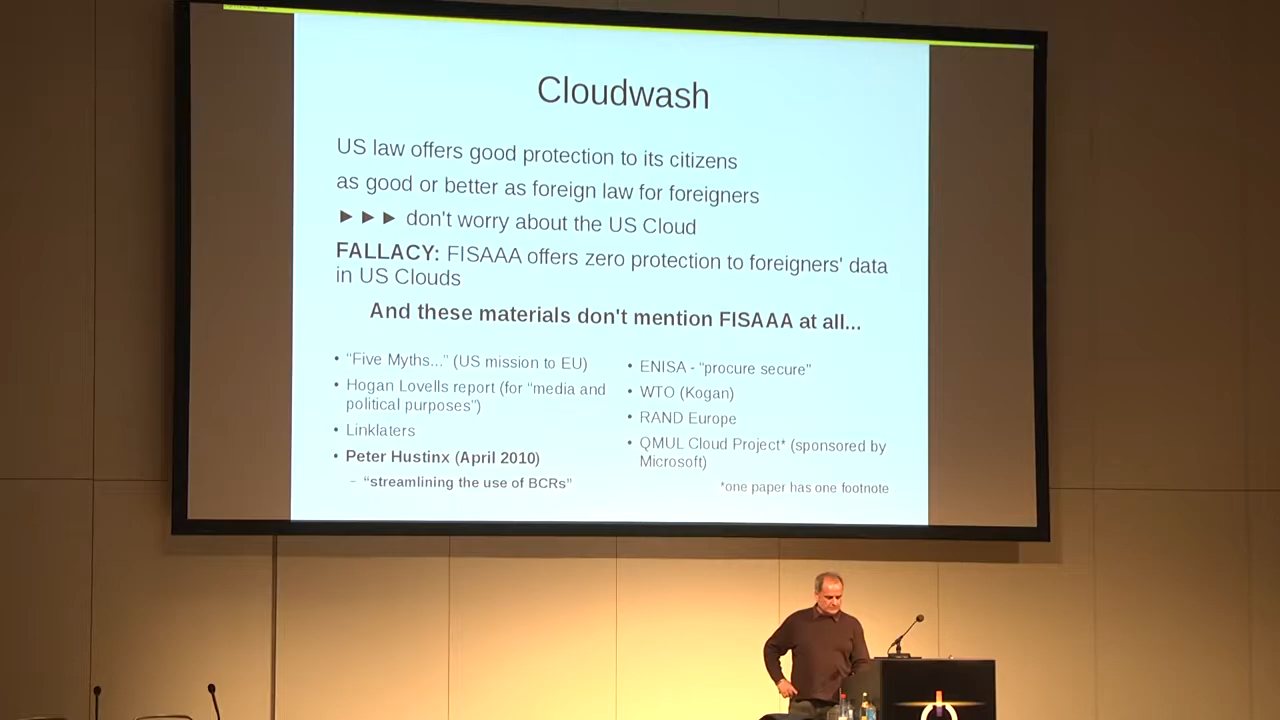 Cloudwash
US law offers good protection to its citizens
as good or better as foreign law for foreigners
►►► don't worry about the US Cloud
FALLACY: FISAAA offers zero protection to foreigners' data
in US Clouds
And these materials don't mention FISAAA at all...
• "Five Myths..." (US mission to EU)
• Hogan Lovells report (for "media and
political purposes")
• Linklaters
• Peter Hustinx (April 2010)
– "streamlining the use of BCRs"
• ENISA - "procure secure"
• WTO (Kogan)
• RAND Europe
• QMUL Cloud Project* (sponsored by
Microsoft)
*one paper has one footnote